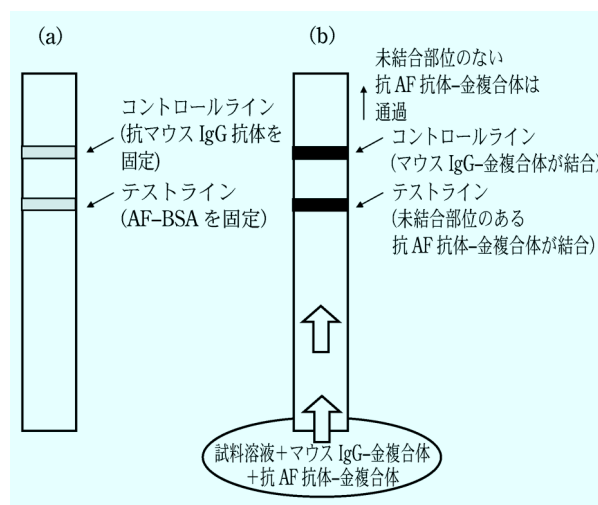 (a)
コントロールライン
(抗マウス IgG 抗体を
固定)
テストライン
(AF–BSA を固定)
(b)
未結合部位のない
抗 AF 抗体–金複合体は
通過
コントロールライン
(マウス IgG–金複合体が結合)
テストライン
(未結合部位のある
抗 AF 抗体–金複合体が結合)
試料溶液+マウス IgG–金複合体
+抗 AF 抗体–金複合体